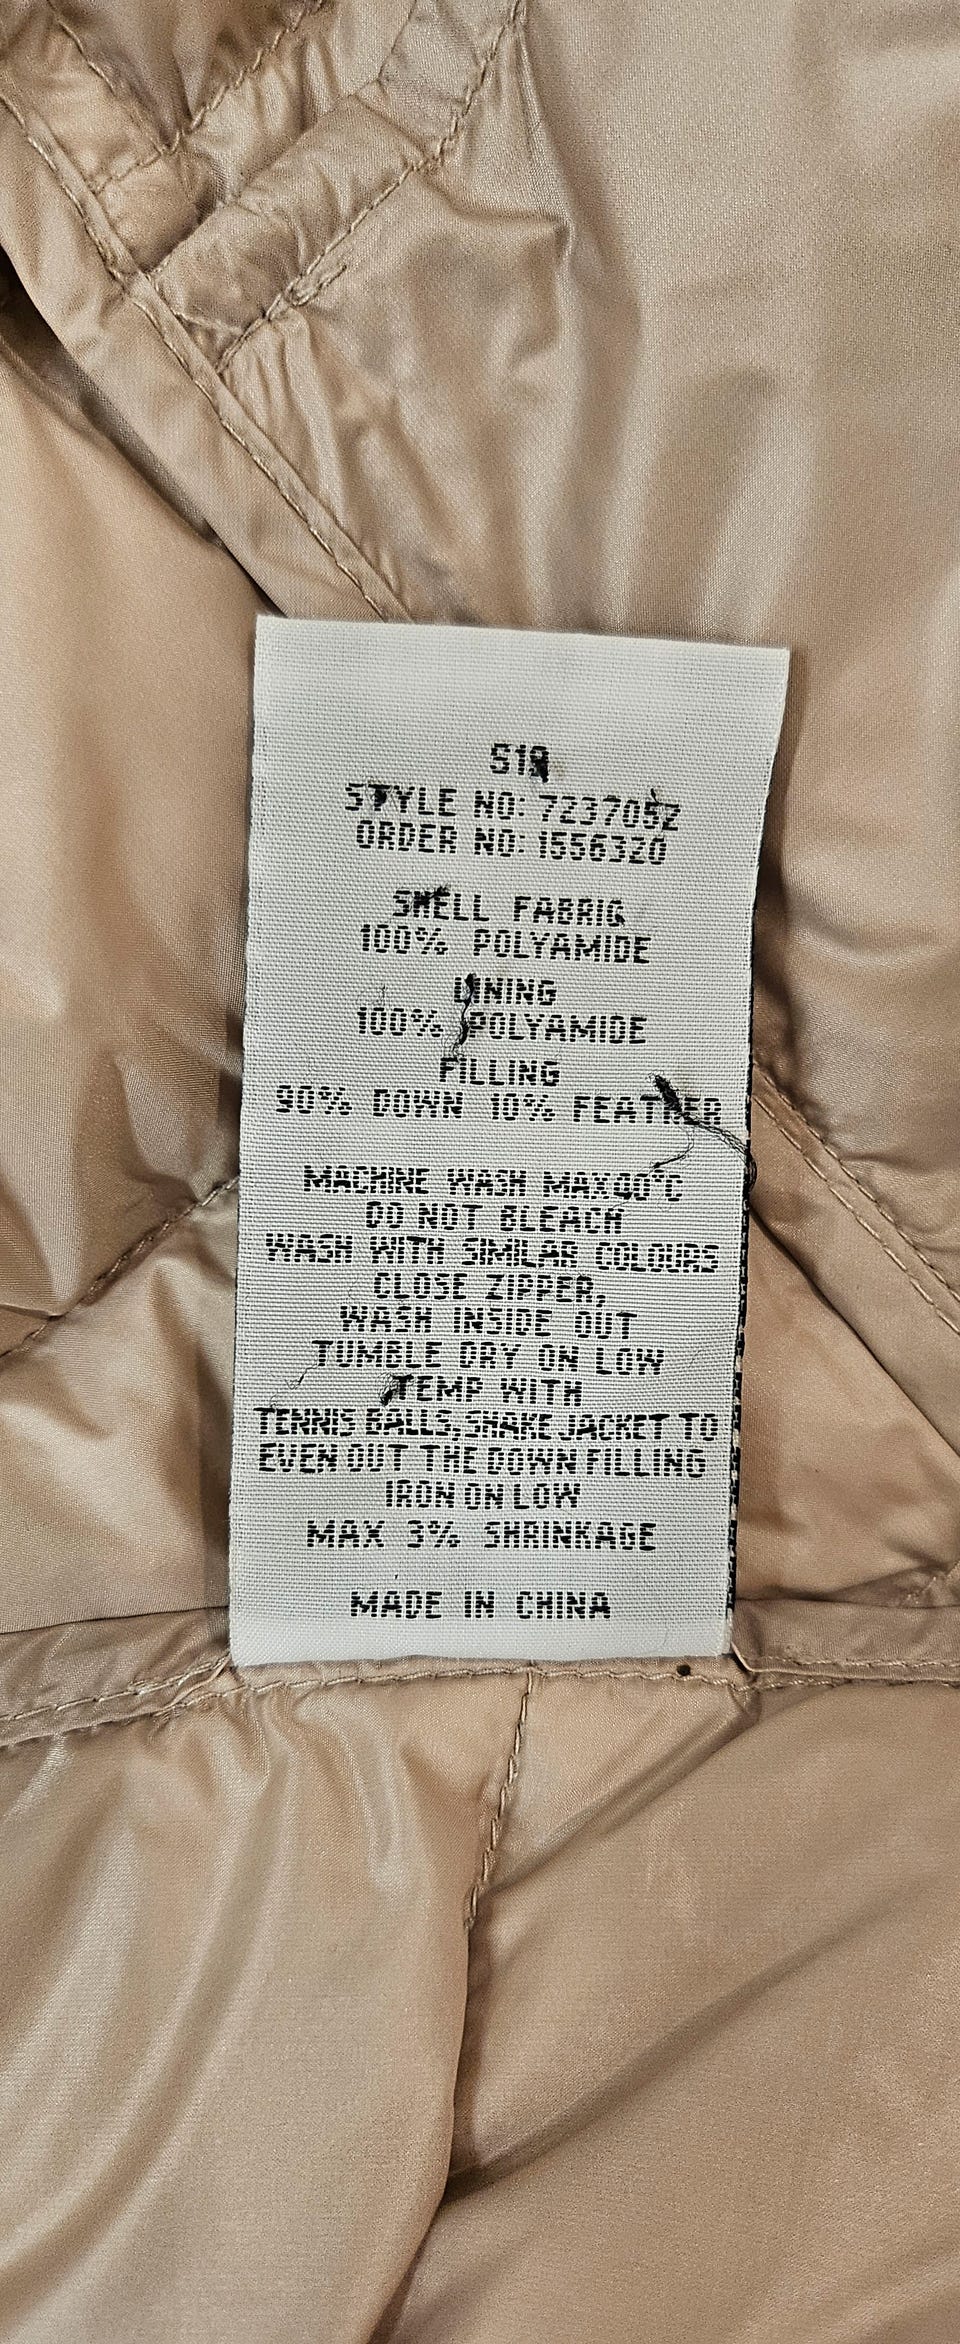 S19
STYLE NO: 7237052
ORDER NO: 1556320
SHELL FABRIC
100% POLYAMIDE
LINING
100% POLYAMIDE
FILLING
90% DOWN 10% FEATHER
MACHINE WASH MAX 40°C
DO NOT BLEACH
WASH WITH SIMILAR COLOURS
CLOSE ZIPPER,
WASH INSIDE OUT
TUMBLE DRY ON LOW
TEMP WITH
TENNIS BALLS, SHAKE JACKET TO
EVEN OUT THE DOWN FILLING
IRON ON LOW
MAX 3% SHRINKAGE
MADE IN CHINA